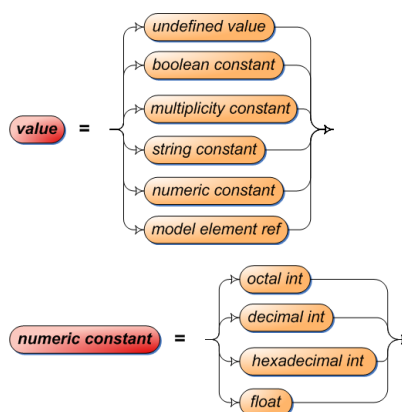 undefined value
boolean constant
multiplicity constant
value =
string constant
numeric constant
model element ref
octal int
decimal int
numeric constant =
hexadecimal int
float